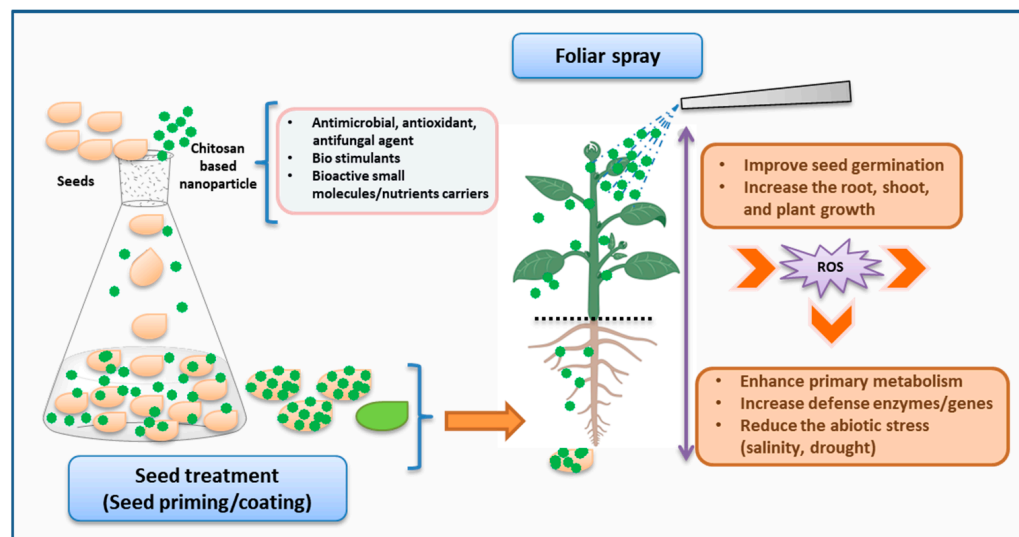 Foliar spray
Seeds
Chitosan
based
nanoparticle
• Antimicrobial, antioxidant,
antifungal agent
• Bio stimulants
• Bioactive small
molecules/nutrients carriers
• Improve seed germination
• Increase the root, shoot,
and plant growth
ROS
• Enhance primary metabolism
• Increase defense enzymes/genes
• Reduce the abiotic stress
(salinity, drought)
Seed treatment
(Seed priming/coating)